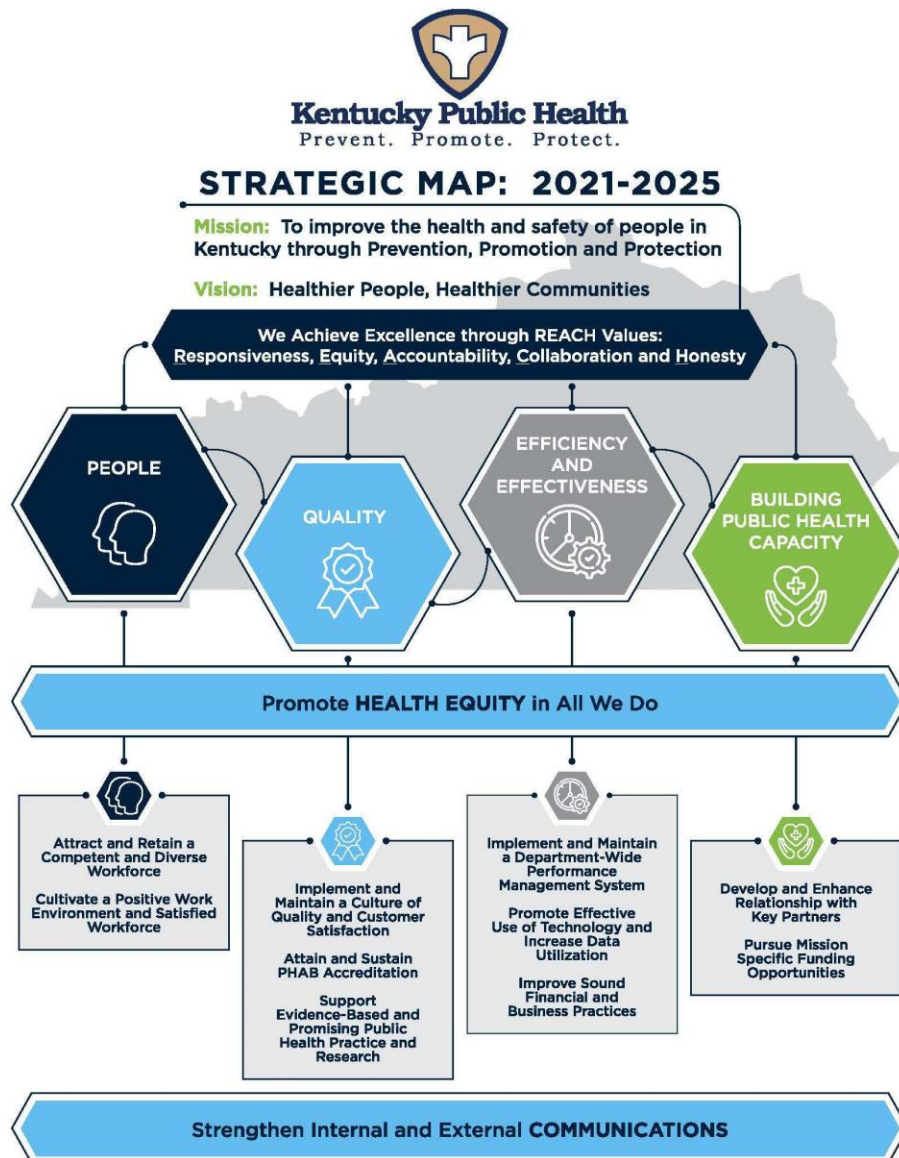 Kentucky Public Health
Prevent. Promote. Protect.
STRATEGIC MAP: 2021-2025
Mission: To improve the health and safety of people in
Kentucky through Prevention, Promotion and Protection
Vision: Healthier People, Healthier Communities
We Achieve Excellence through REACH Values:
Responsiveness, Equity, Accountability, Collaboration and Honesty
PEOPLE
QUALITY
EFFICIENCY
AND
EFFECTIVENESS
BUILDING
PUBLIC HEALTH
CAPACITY
Promote HEALTH EQUITY in All We Do
Attract and Retain a
Competent and Diverse
Workforce
Cultivate a Positive Work
Environment and Satisfied
Workforce
Implement and
Maintain a Culture of
Quality and Customer
Satisfaction
Attain and Sustain
PHAB Accreditation
Support
Evidence-Based and
Promising Public
Health Practice and
Research
Implement and Maintain
a Department-Wide
Performance
Management System
Promote Effective
Use of Technology and
Increase Data
Utilization
Improve Sound
Financial and
Business Practices
Develop and Enhance
Relationship with
Key Partners
Pursue Mission
Specific Funding
Opportunities
Strengthen Internal and External COMMUNICATIONS